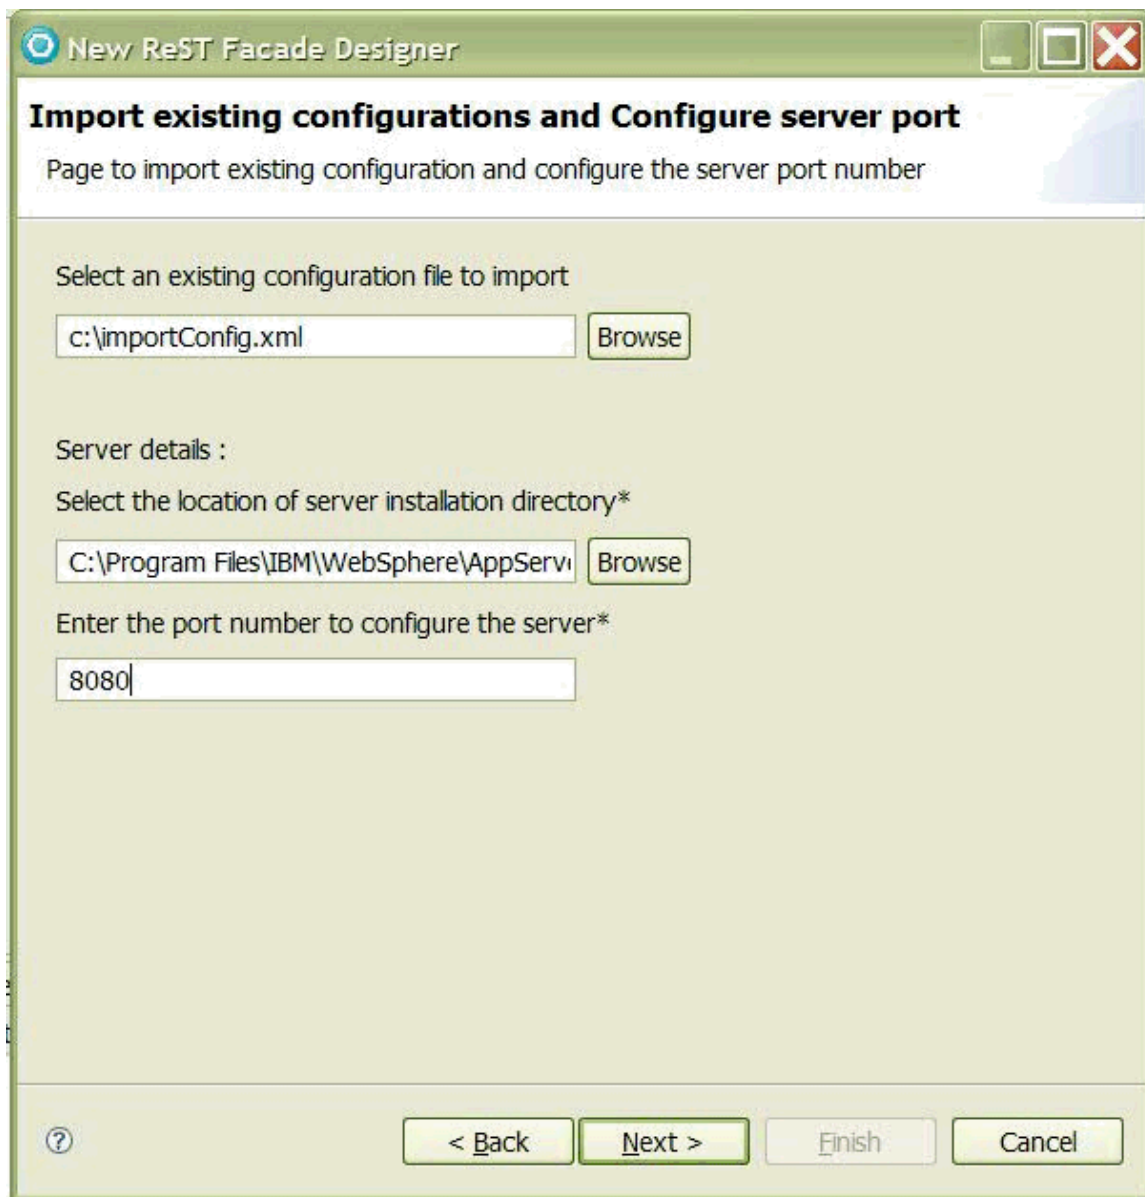 New ReST Facade Designer
Import existing configurations and Configure server port
Page to import existing configuration and configure the server port number
Select an existing configuration file to import
c:\importConfig.xml Browse
Server details :
Select the location of server installation directory*
C:\Program Files\IBM\WebSphere\AppServ Browse
Enter the port number to configure the server*
8080
< Back Next > Finish Cancel